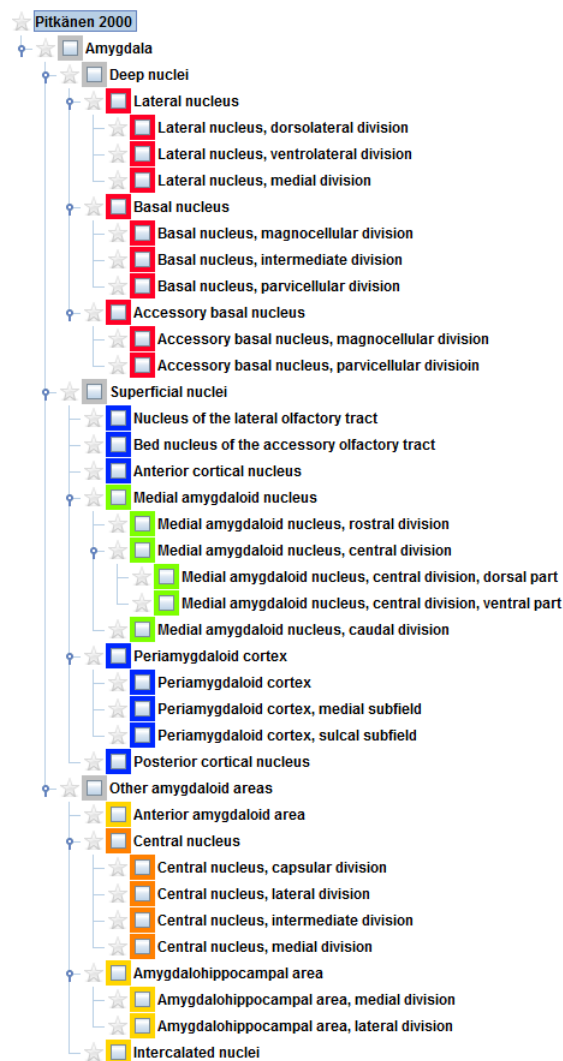 Pitkänen 2000
Amygdala
Deep nuclei
Lateral nucleus
Lateral nucleus, dorsolateral division
Lateral nucleus, ventrolateral division
Lateral nucleus, medial division
Basal nucleus
Basal nucleus, magnocellular division
Basal nucleus, intermediate division
Basal nucleus, parvicellular division
Accessory basal nucleus
Accessory basal nucleus, magnocellular division
Accessory basal nucleus, parvicellular divisioin
Superficial nuclei
Nucleus of the lateral olfactory tract
Bed nucleus of the accessory olfactory tract
Anterior cortical nucleus
Medial amygdaloid nucleus
Medial amygdaloid nucleus, rostral division
Medial amygdaloid nucleus, central division
Medial amygdaloid nucleus, central division, dorsal part
Medial amygdaloid nucleus, central division, ventral part
Medial amygdaloid nucleus, caudal division
Periamygdaloid cortex
Periamygdaloid cortex
Periamygdaloid cortex, medial subfield
Periamygdaloid cortex, sulcal subfield
Posterior cortical nucleus
Other amygdaloid areas
Anterior amygdaloid area
Central nucleus
Central nucleus, capsular division
Central nucleus, lateral division
Central nucleus, intermediate division
Central nucleus, medial division
Amygdalohippocampal area
Amygdalohippocampal area, medial division
Amygdalohippocampal area, lateral division
Intercalated nuclei